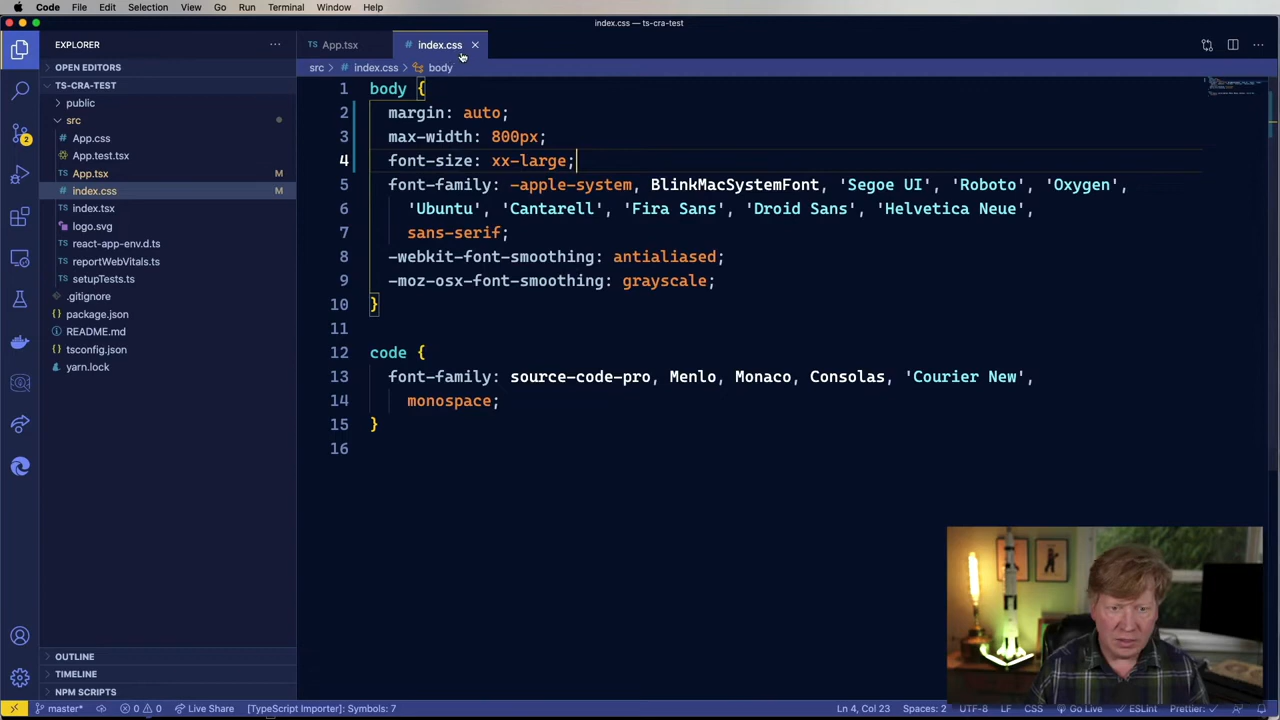 Code File Edit Selection View Go Run Terminal Window Help
index.css — ts-cra-test
EXPLORER
OPEN EDITORS
TS-CRA-TEST
public
src
# App.css
App.test.tsx
TS App.tsx M
# index.css M
TS index.tsx
logo.svg
TS react-app-env.d.ts
TS reportWebVitals.ts
TS setupTests.ts
.gitignore
{} package.json
README.md
tsconfig.json
yarn.lock
OUTLINE
TIMELINE
NPM SCRIPTS
2
TS App.tsx
# index.css
src > # index.css > body
1 body {
2 margin: auto;
3 max-width: 800px;
4 font-size: xx-large;
5 font-family: -apple-system, BlinkMacSystemFont, 'Segoe UI', 'Roboto', 'Oxygen',
6 'Ubuntu', 'Cantarell', 'Fira Sans', 'Droid Sans', 'Helvetica Neue',
7 sans-serif;
8 -webkit-font-smoothing: antialiased;
9 -moz-osx-font-smoothing: grayscale;
10 }
11
12 code {
13 font-family: source-code-pro, Menlo, Monaco, Consolas, 'Courier New',
14 monospace;
15 }
16
master* 0 0 Live Share [TypeScript Importer]: Symbols: 7 Ln 4, Col 23 Spaces: 2 UTF-8 LF CSS Go Live ESLint Prettier: